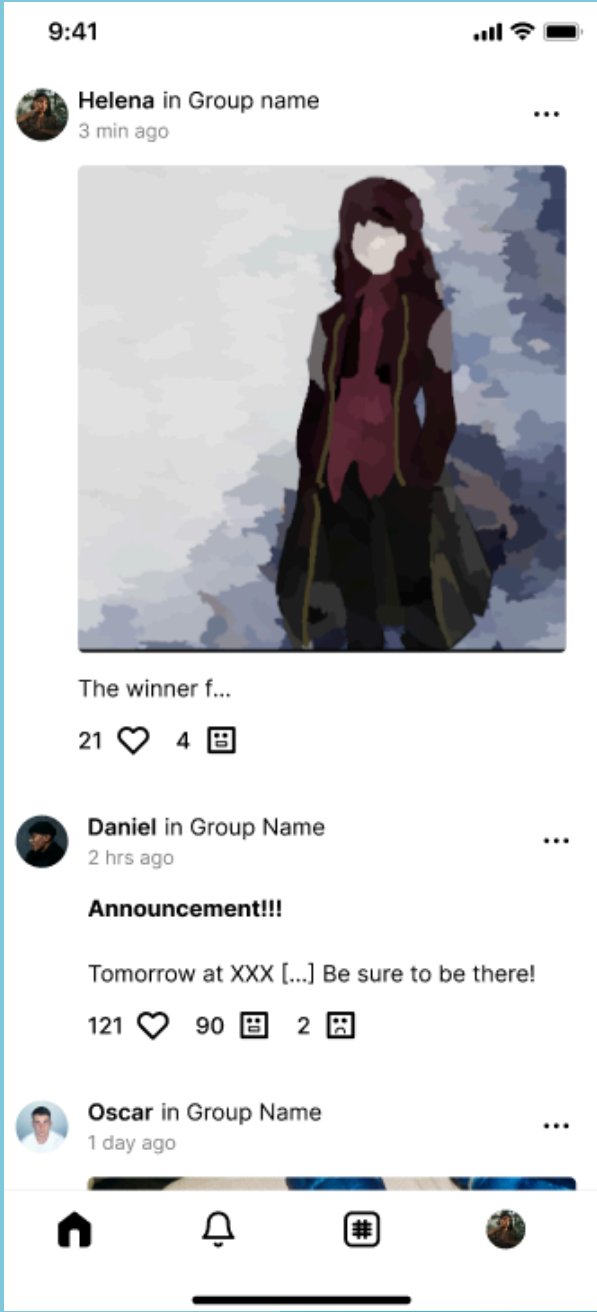 9:41
Helena in Group name
3 min ago
The winner f...
21 4
Daniel in Group Name
2 hrs ago
Announcement!!!
Tomorrow at XXX [...] Be sure to be there!
121 90 2
Oscar in Group Name
1 day ago